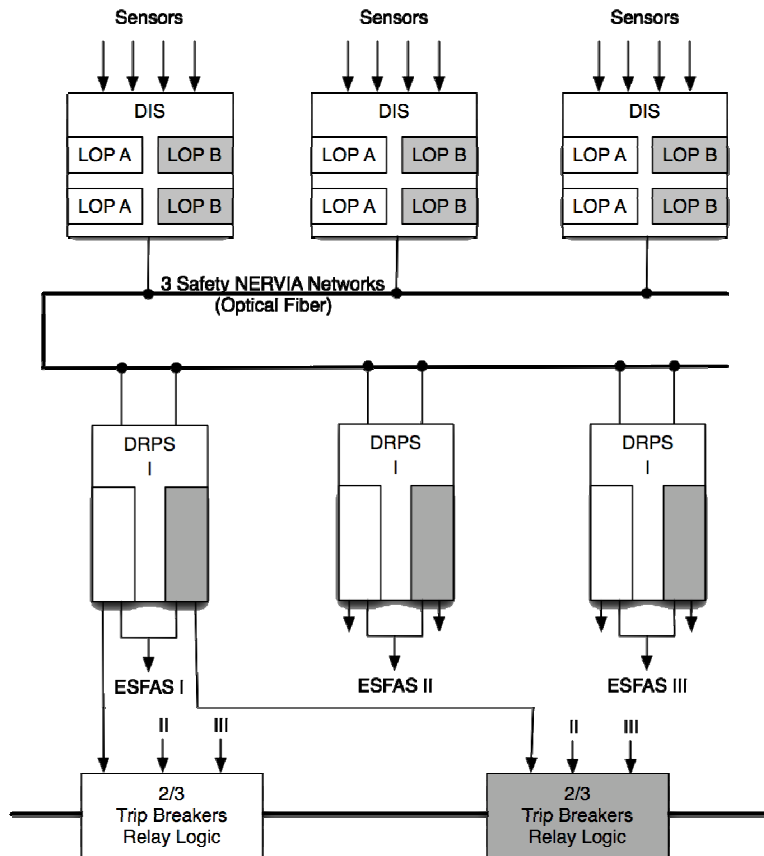 Sensors Sensors Sensors
DIS DIS DIS
LOP A LOP B LOP A LOP B LOP A LOP B
LOP A LOP B LOP A LOP B LOP A LOP B
3 Safety NERVIA Networks
(Optical Fiber)
DRPS DRPS DRPS
I I I
ESFAS I ESFAS II ESFAS III
II III II III
2/3 2/3
Trip Breakers Trip Breakers
Relay Logic Relay Logic